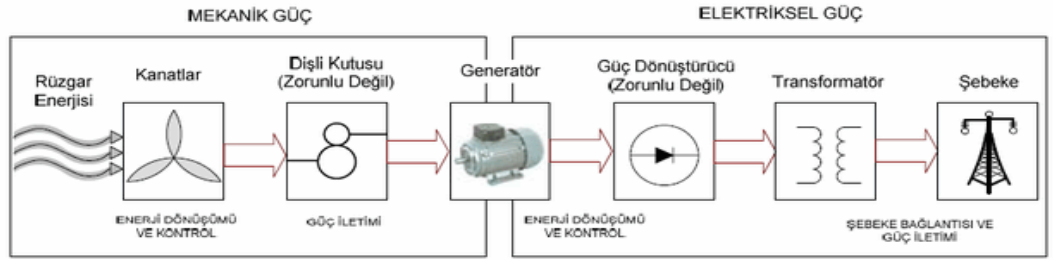 MEKANİK GÜÇ
ELEKTRİKSEL GÜÇ
Rüzgar
Enerjisi
Kanatlar
Dişli Kutusu
(Zorunlu Değil)
Generatör
Güç Dönüştürücü
(Zorunlu Değil)
Transformatör
Şebeke
ENERJİ DÖNÜŞÜMÜ
VE KONTROL
GÜÇ İLETİMİ
ENERJİ DÖNÜŞÜMÜ
VE KONTROL
ŞEBEKE BAĞLANTISI VE
GÜÇ İLETİMİ